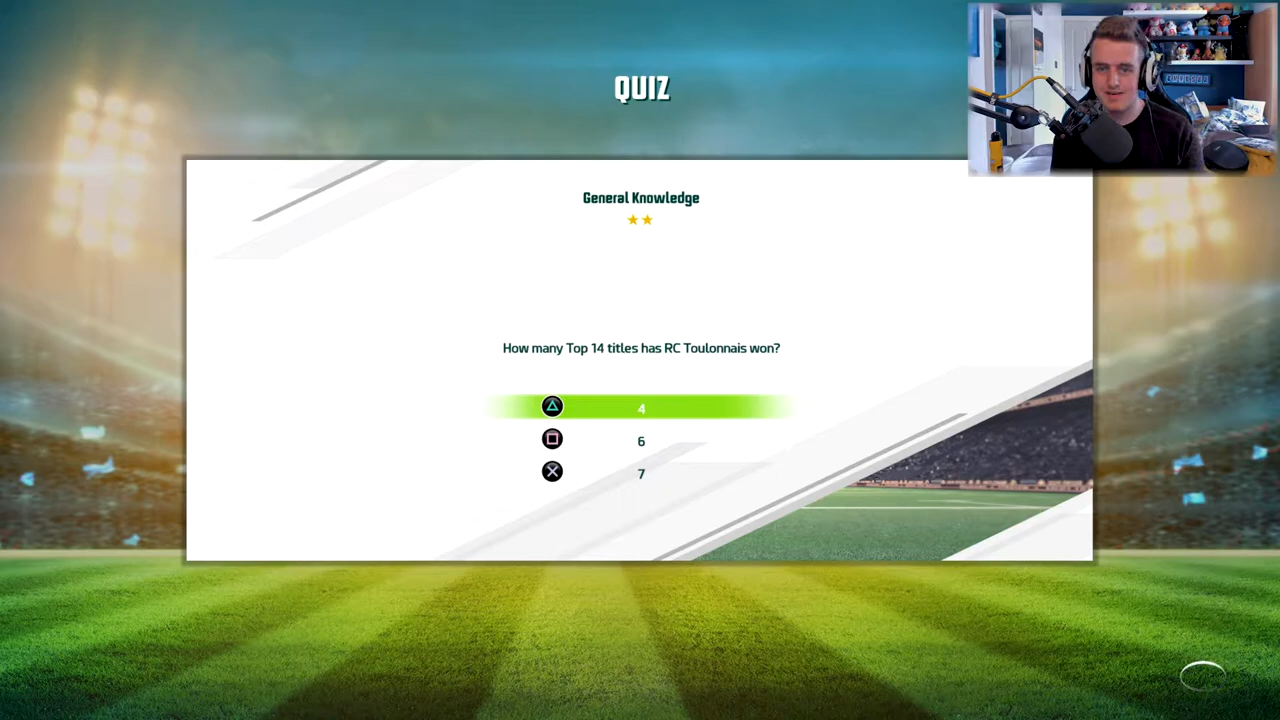 QUIZ
General Knowledge
How many Top 14 titles has RC Toulonnais won?
4
6
7